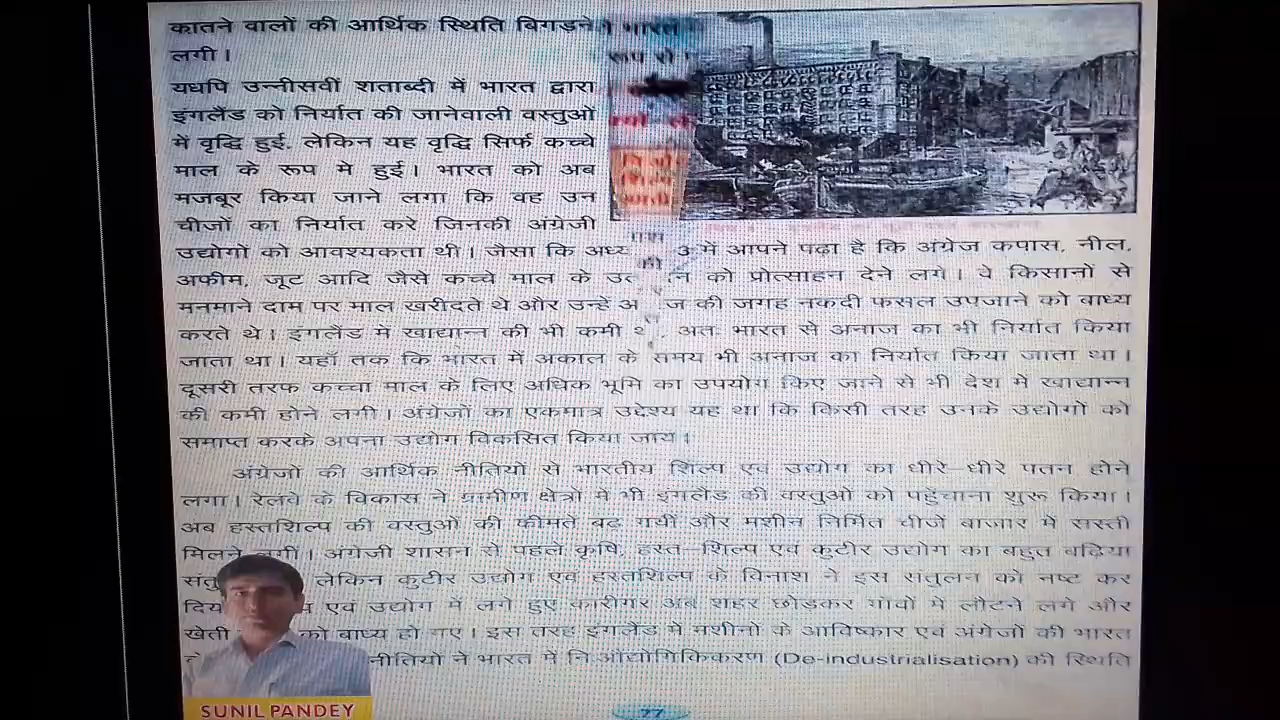 कातने वालों की आर्थिक स्थिति बिगड़ने
लगी।
यद्यपि उन्नीसवीं शताब्दी में भारत द्वारा
इंगलैंड को निर्यात की जानेवाली वस्तुओं
में वृद्धि हुई, लेकिन यह वृद्धि सिर्फ कच्चे
माल के रूप मे हुई। भारत को अब
मजबूर किया जाने लगा कि वह उन
चीजों का निर्यात करे जिनकी अंग्रेजी
उद्योगों को आवश्यकता थी। जैसा कि 3 में आपने पढ़ा है कि अंग्रेज कपास, नील,
अफीम, जूट आदि जैसे कच्चे माल के को प्रोत्साहन देने लगे। वे किसानों से
मनमाने दाम पर माल खरीदते थे और उन्हें की जगह नकदी फसल उपजाने को बाध्य
करते थे। इंगलैंड में खाद्यान्न की भी कमी अतः भारत से अनाज का भी निर्यात किया
जाता था। यहाँ तक कि भारत में अकाल के समय भी अनाज का निर्यात किया जाता था।
दूसरी तरफ कच्चा माल के लिए अधिक भूमि का उपयोग किए जाने से भी देश में खाद्यान्न
की कमी होने लगी। अंग्रेजों का एकमात्र उद्देश्य यह था कि किसी तरह उनके उद्योगों को
समाप्त करके अपना उद्योग विकसित किया जाय।
अंग्रेजों की आर्थिक नीतियों से भारतीय शिल्प एवं उद्योग का धीरे-धीरे पतन होने
लगा। रेलवे के विकास ने ग्रामीण क्षेत्रों में भी इंगलैंड की वस्तुओं को पहुँचाना शुरू किया।
अब हस्तशिल्प की वस्तुओं की कीमतें बढ़ गयीं और मशीन निर्मित चीजें बाजार में सस्ती
मिलने लगी। अंग्रेजी शासन से पहले कृषि, हस्त-शिल्प एवं कुटीर उद्योग का बहुत बढ़िया
लेकिन कुटीर उद्योग एवं हस्तशिल्प के विनाश ने इस संतुलन को नष्ट कर
एवं उद्योग में लगे हुए कारीगर अब शहर छोड़कर गाँवों में लौटने लगे और
खेती को बाध्य हो गए। इस तरह इंगलैंड में मशीनों के आविष्कार एवं अंग्रेजों की भारत
नीतियों ने भारत में निःऔद्योगिकिकरण (De-industrialisation) की स्थिति
SUNIL PANDEY
77